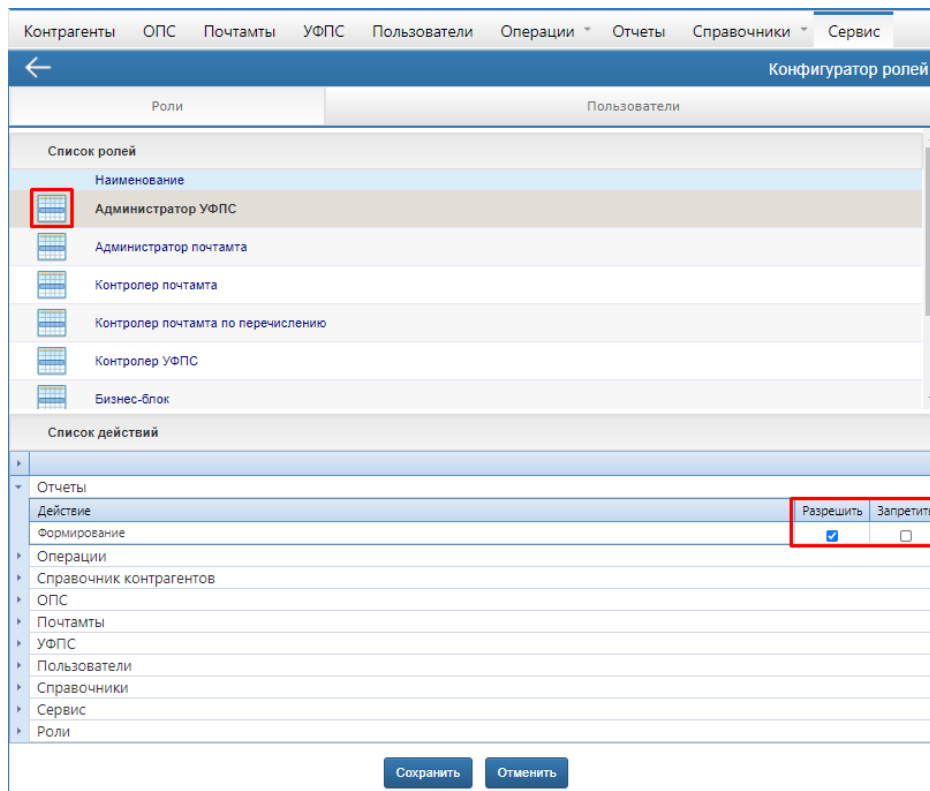 Контрагенты ОПС Почтамты УФПС Пользователи Операции Отчеты Справочники Сервис
Конфигуратор ролей
Роли Пользователи
Список ролей
Наименование
Администратор УФПС
Администратор почтамта
Контролер почтамта
Контролер почтамта по перечислению
Контролер УФПС
Бизнес-блок
Список действий
Отчеты
Действие Разрешить Запретить
Формирование
Операции
Справочник контрагентов
ОПС
Почтамты
УФПС
Пользователи
Справочники
Сервис
Роли
Сохранить Отменить